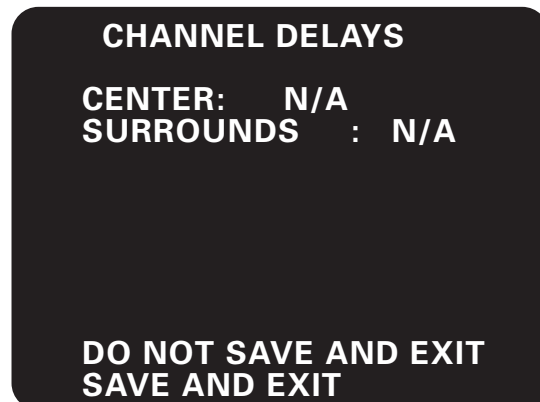 CHANNEL DELAYS
CENTER: N/A
SURROUNDS : N/A
DO NOT SAVE AND EXIT
SAVE AND EXIT